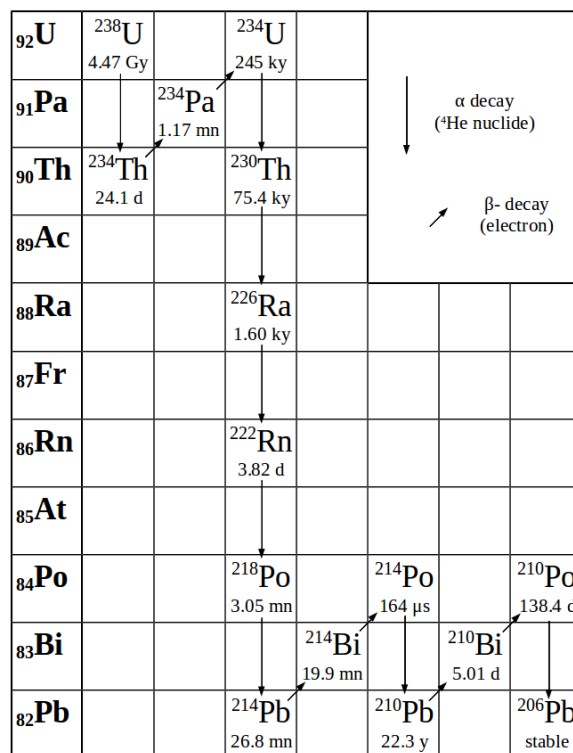 ₉₂U ²³⁸U ²³⁴U
4.47 Gy 245 ky
₉₁Pa ²³⁴Pa α decay
1.17 mn (⁴He nuclide)
₉₀Th ²³⁴Th ²³⁰Th
24.1 d 75.4 ky β- decay
₈₉Ac (electron)
₈₈Ra ²²⁶Ra
1.60 ky
₈₇Fr
₈₆Rn ²²²Rn
3.82 d
₈₅At
₈₄Po ²¹⁸Po ²¹⁴Po ²¹⁰Po
3.05 mn 164 μs 138.4 d
₈₃Bi ²¹⁴Bi ²¹⁰Bi
19.9 mn 5.01 d
₈₂Pb ²¹⁴Pb ²¹⁰Pb ²⁰⁶Pb
26.8 mn 22.3 y stable